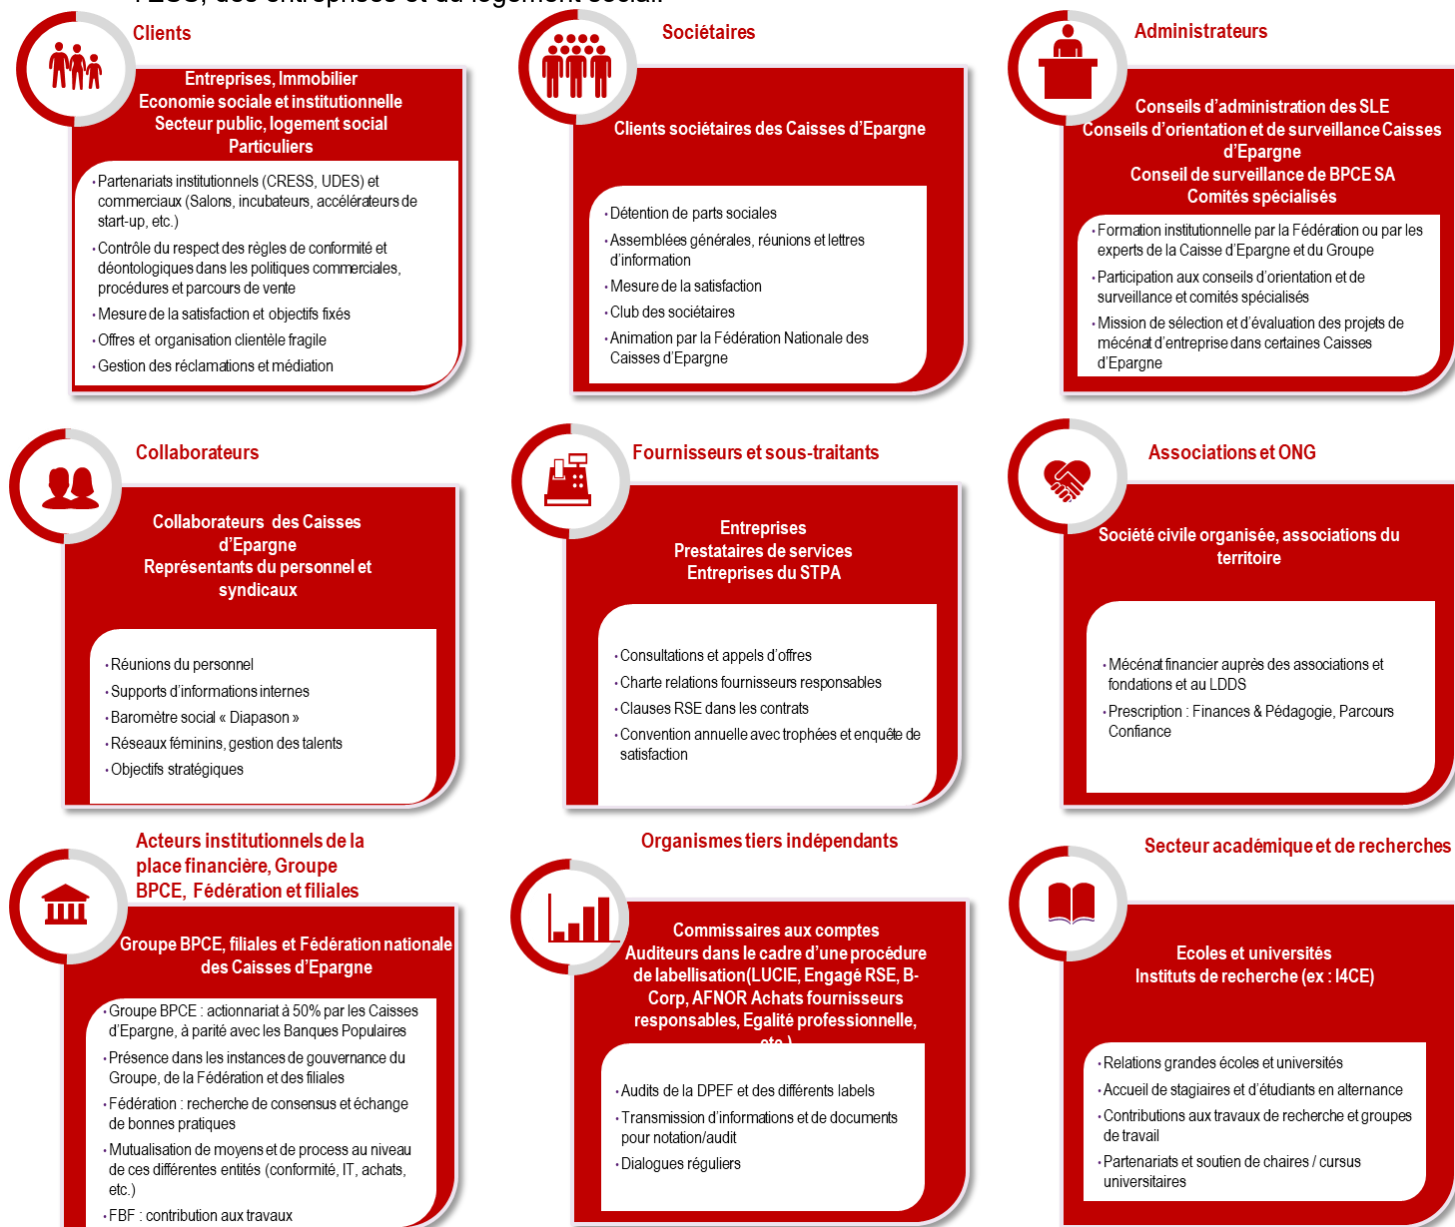 l'ESS, des entreprises et du logement social.
Clients
Entreprises, Immobilier
Economie sociale et institutionnelle
Secteur public, logement social
Particuliers
• Partenariats institutionnels (CRESS, UDES) et
commerciaux (Salons, incubateurs, accélérateurs de
start-up, etc.)
• Contrôle du respect des règles de conformité et
déontologiques dans les politiques commerciales,
procédures et parcours de vente
• Mesure de la satisfaction et objectifs fixés
• Offres et organisation clientèle fragile
• Gestion des réclamations et médiation
Sociétaires
Clients sociétaires des Caisses d'Epargne
• Détention de parts sociales
• Assemblées générales, réunions et lettres
d'information
• Mesure de la satisfaction
• Club des sociétaires
• Animation par la Fédération Nationale des
Caisses d'Epargne
Administrateurs
Conseils d'administration des SLE
Conseils d'orientation et de surveillance Caisses
d'Epargne
Conseil de surveillance de BPCE SA
Comités spécialisés
• Formation institutionnelle par la Fédération ou par les
experts de la Caisse d'Epargne et du Groupe
• Participation aux conseils d'orientation et de
surveillance et comités spécialisés
• Mission de sélection et d'évaluation des projets de
mécénat d'entreprise dans certaines Caisses
d'Epargne
Collaborateurs
Collaborateurs des Caisses
d'Epargne
Représentants du personnel et
syndicaux
• Réunions du personnel
• Supports d'informations internes
• Baromètre social « Diapason »
• Réseaux féminins, gestion des talents
• Objectifs stratégiques
Fournisseurs et sous-traitants
Entreprises
Prestataires de services
Entreprises du STPA
• Consultations et appels d'offres
• Charte relations fournisseurs responsables
• Clauses RSE dans les contrats
• Convention annuelle avec trophées et enquête de
satisfaction
Associations et ONG
Société civile organisée, associations du
territoire
• Mécénat financier auprès des associations et
fondations et au LDDS
• Prescription : Finances & Pédagogie, Parcours
Confiance
Acteurs institutionnels de la
place financière, Groupe
BPCE, Fédération et filiales
Groupe BPCE, filiales et Fédération nationale
des Caisses d'Epargne
• Groupe BPCE : actionnariat à 50% par les Caisses
d'Epargne, à parité avec les Banques Populaires
• Présence dans les instances de gouvernance du
Groupe, de la Fédération et des filiales
• Fédération : recherche de consensus et échange
de bonnes pratiques
• Mutualisation de moyens et de process au niveau
de ces différentes entités (conformité, IT, achats,
etc.)
• FBF : contribution aux travaux
Organismes tiers indépendants
Commissaires aux comptes
Auditeurs dans le cadre d'une procédure
de labellisation(LUCIE, Engagé RSE, B-
Corp, AFNOR Achats fournisseurs
responsables, Egalité professionnelle,
etc.)
• Audits de la DPEF et des différents labels
• Transmission d'informations et de documents
pour notation/audit
• Dialogues réguliers
Secteur académique et de recherches
Ecoles et universités
Instituts de recherche (ex : I4CE)
• Relations grandes écoles et universités
• Accueil de stagiaires et d'étudiants en alternance
• Contributions aux travaux de recherche et groupes
de travail
• Partenariats et soutien de chaires / cursus
universitaires